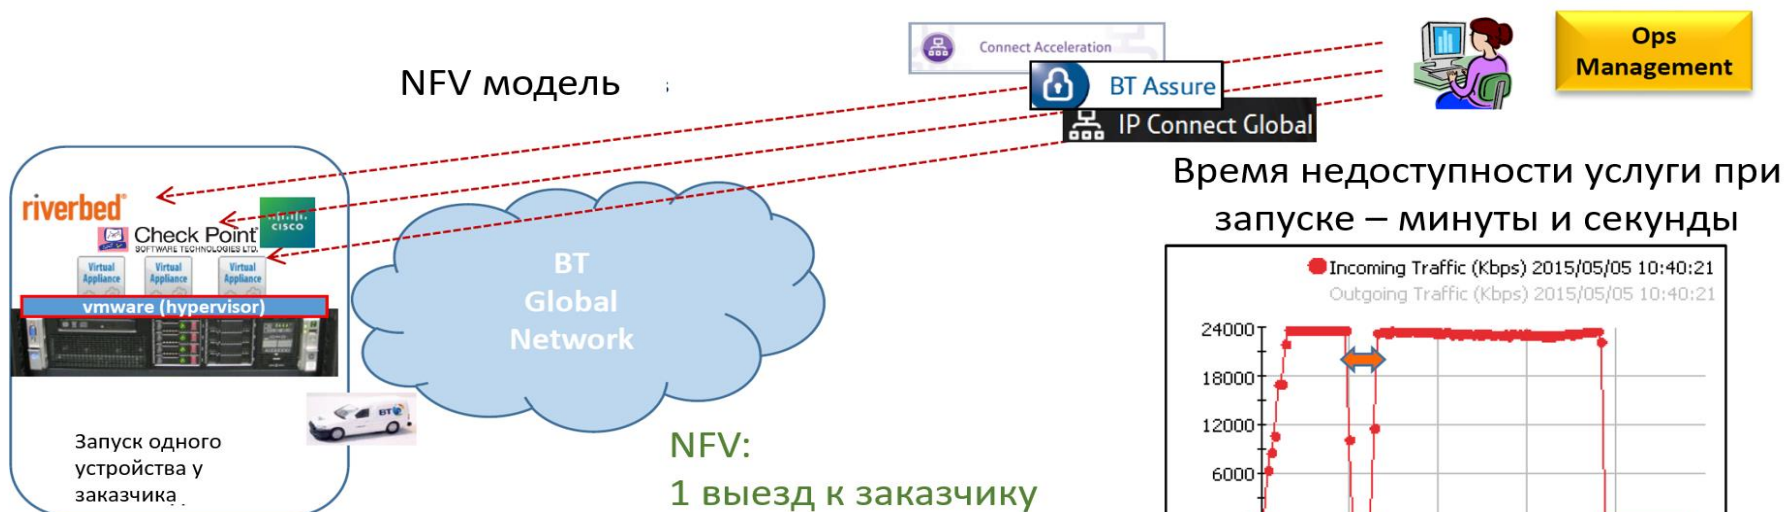 Connect Acceleration
BT Assure
IP Connect Global
Ops
Management
NFV модель
Время недоступности услуги при
запуске – минуты и секунды
riverbed
Check Point
SOFTWARE TECHNOLOGIES LTD.
CISCO
Virtual
Appliance
Virtual
Appliance
Virtual
Appliance
vmware (hypervisor)
BT
Global
Network
BT
Запуск одного
устройства у
заказчика
NFV:
1 выезд к заказчику
Incoming Traffic (Kbps) 2015/05/05 10:40:21
Outgoing Traffic (Kbps) 2015/05/05 10:40:21
24000
18000
12000
6000